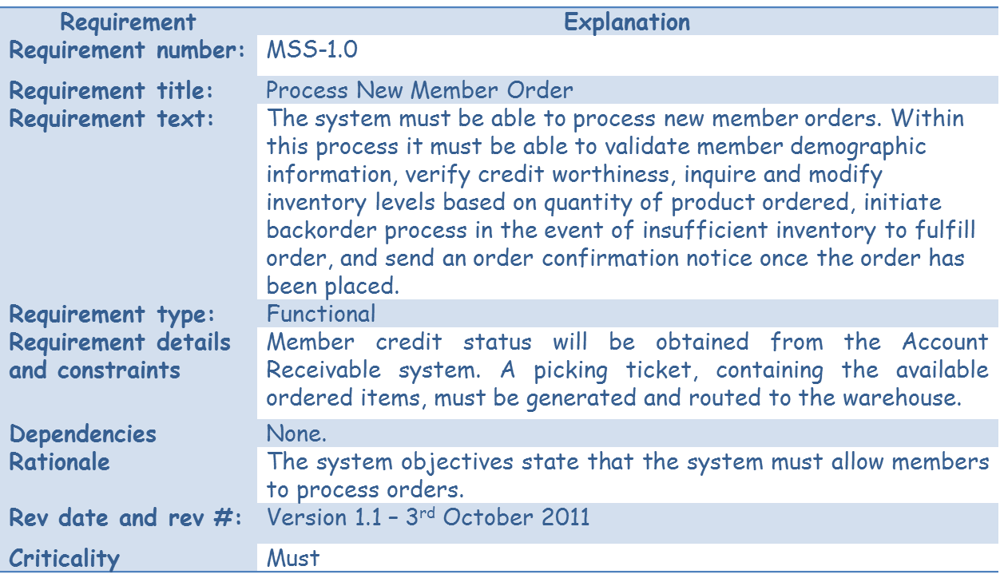 Requirement Explanation
Requirement number: MSS-1.0
Requirement title: Process New Member Order
Requirement text: The system must be able to process new member orders. Within
this process it must be able to validate member demographic
information, verify credit worthiness, inquire and modify
inventory levels based on quantity of product ordered, initiate
backorder process in the event of insufficient inventory to fulfill
order, and send an order confirmation notice once the order has
been placed.
Requirement type: Functional
Requirement details Member credit status will be obtained from the Account
and constraints Receivable system. A picking ticket, containing the available
ordered items, must be generated and routed to the warehouse.
Dependencies None.
Rationale The system objectives state that the system must allow members
to process orders.
Rev date and rev #: Version 1.1 – 3rd October 2011
Criticality Must